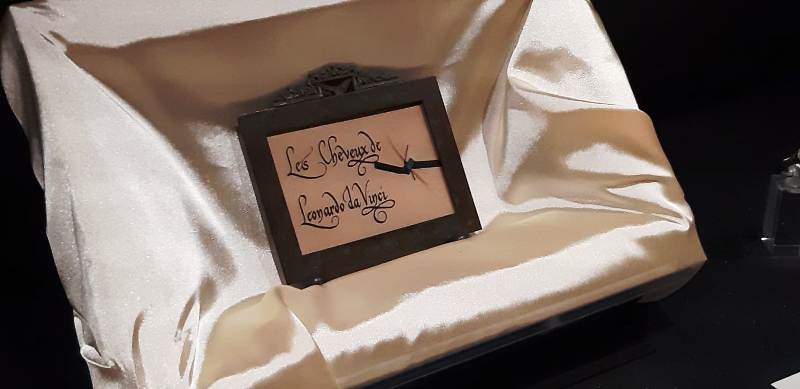 Les Cheveux de
Leonardo da Vinci